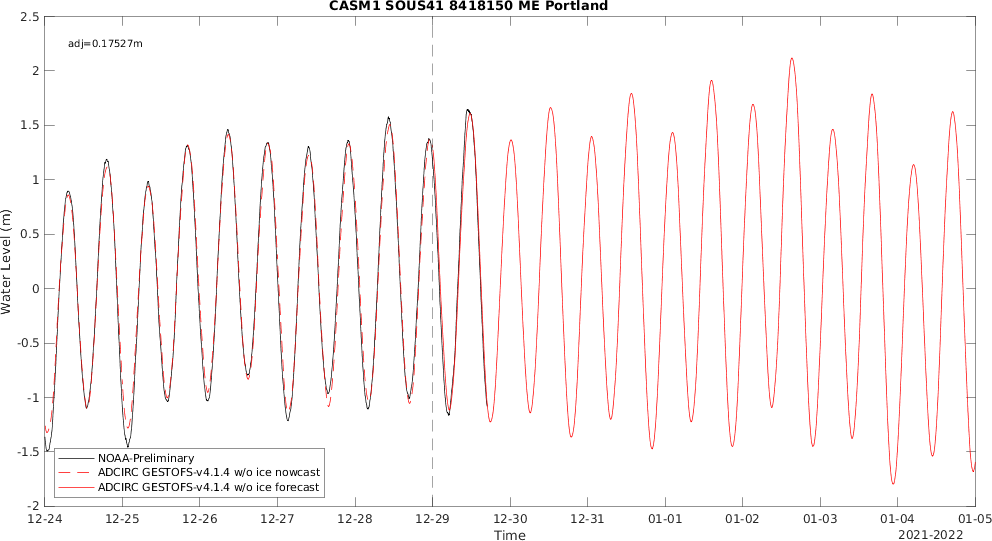 CASM1 SOUS41 8418150 ME Portland
adj=0.17527m
Water Level (m)
2.5
2
1.5
1
0.5
0
-0.5
-1
-1.5
-2
NOAA-Preliminary
ADCIRC GESTOFS-v4.1.4 w/o ice nowcast
ADCIRC GESTOFS-v4.1.4 w/o ice forecast
12-24 12-25 12-26 12-27 12-28 12-29 12-30 12-31 01-01 01-02 01-03 01-04 01-05
Time
2021-2022